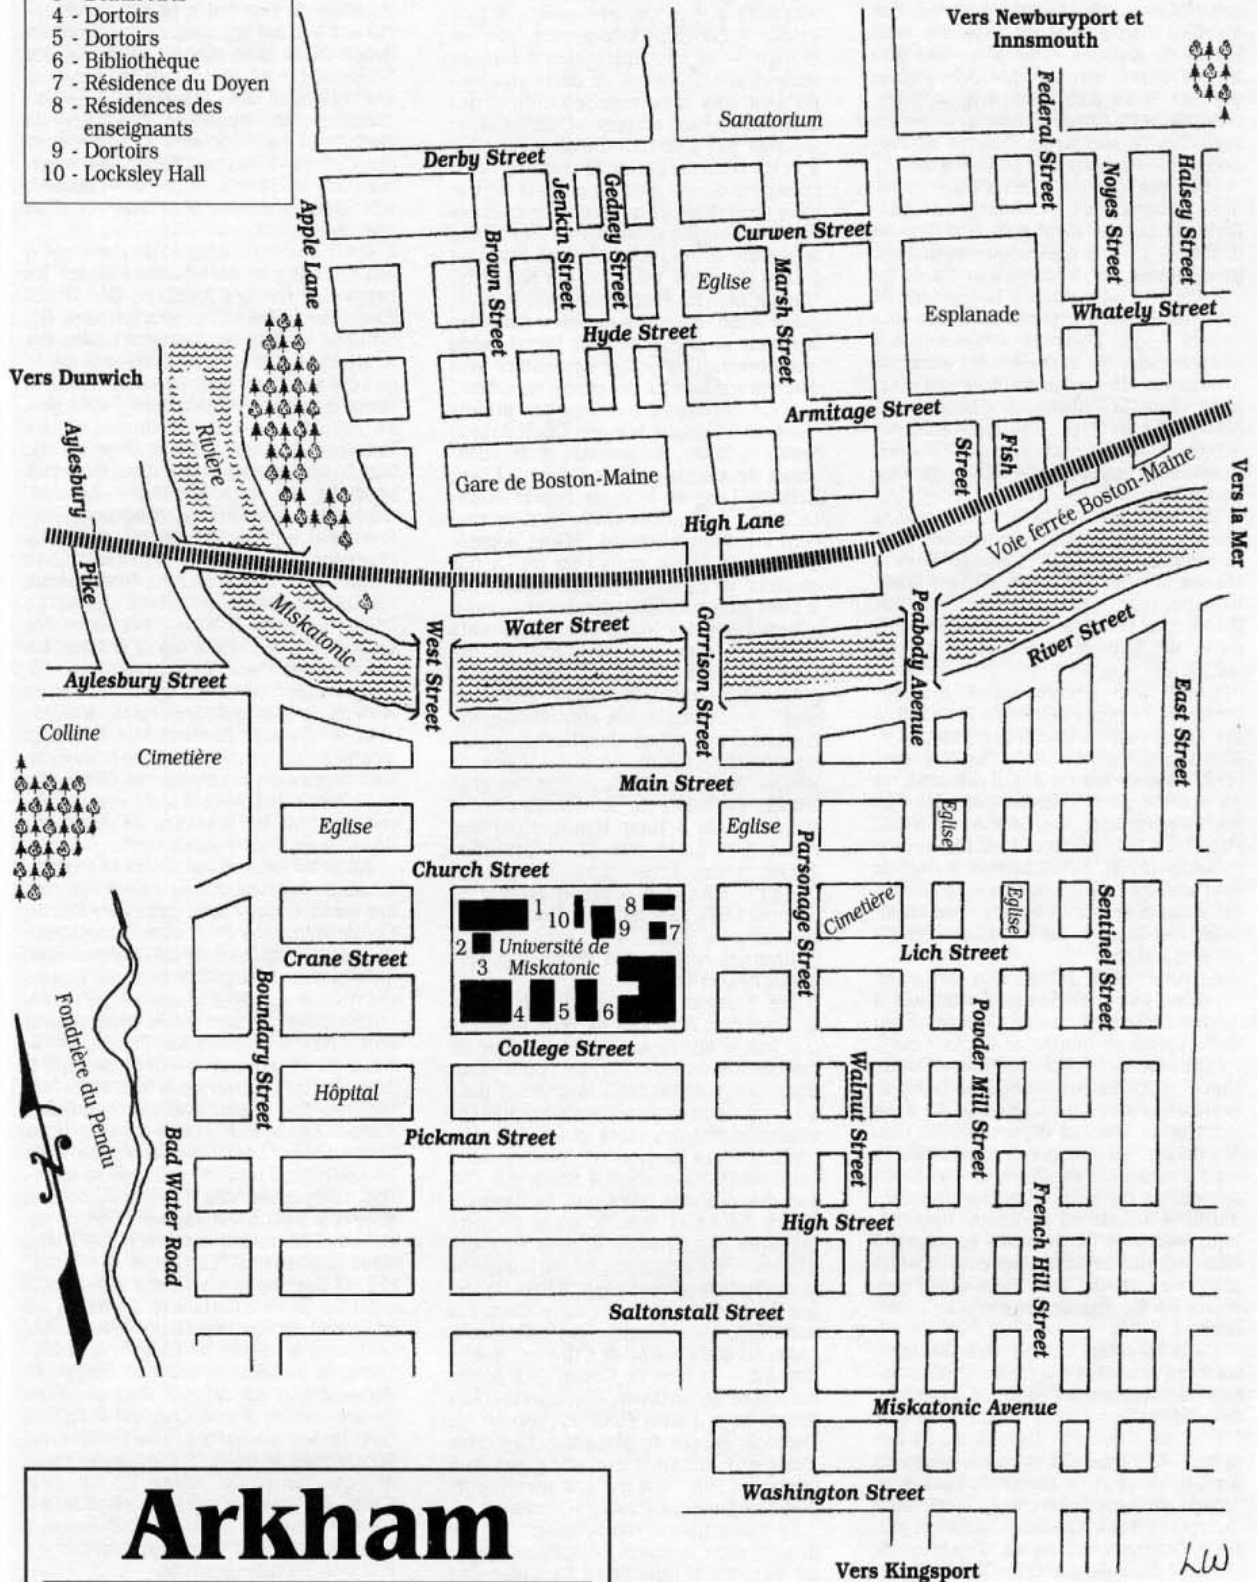 4 - Dortoirs
5 - Dortoirs
6 - Bibliothèque
7 - Résidence du Doyen
8 - Résidences des
enseignants
9 - Dortoirs
10 - Locksley Hall
Vers Newburyport et
Innsmouth
Sanatorium
Federal Street
Derby Street
Noyes Street
Halsey Street
Apple Lane
Jenkin Street
Gedney Street
Curwen Street
Brown Street
Eglise
Marsh Street
Esplanade
Whately Street
Hyde Street
Vers Dunwich
Armitage Street
Rivière
Aylesbury
Pike
Street
Fish
Gare de Boston-Maine
Voie ferrée Boston-Maine
Vers la Mer
High Lane
Miskatonic
Water Street
West Street
Garrison Street
Peabody Avenue
River Street
Aylesbury Street
East Street
Colline
Cimetière
Main Street
Eglise
Eglise
Eglise
Church Street
Parsonage Street
Cimetière
Eglise
Sentinel Street
1
10
8
9
7
2
Université de
Miskatonic
3
4
5
6
Crane Street
Lich Street
Boundary Street
Fondrière du Pendu
College Street
Powder Mill Street
Walnut Street
Hôpital
N
Pickman Street
Bad Water Road
High Street
French Hill Street
Saltonstall Street
Miskatonic Avenue
Washington Street
Arkham
Vers Kingsport
LW